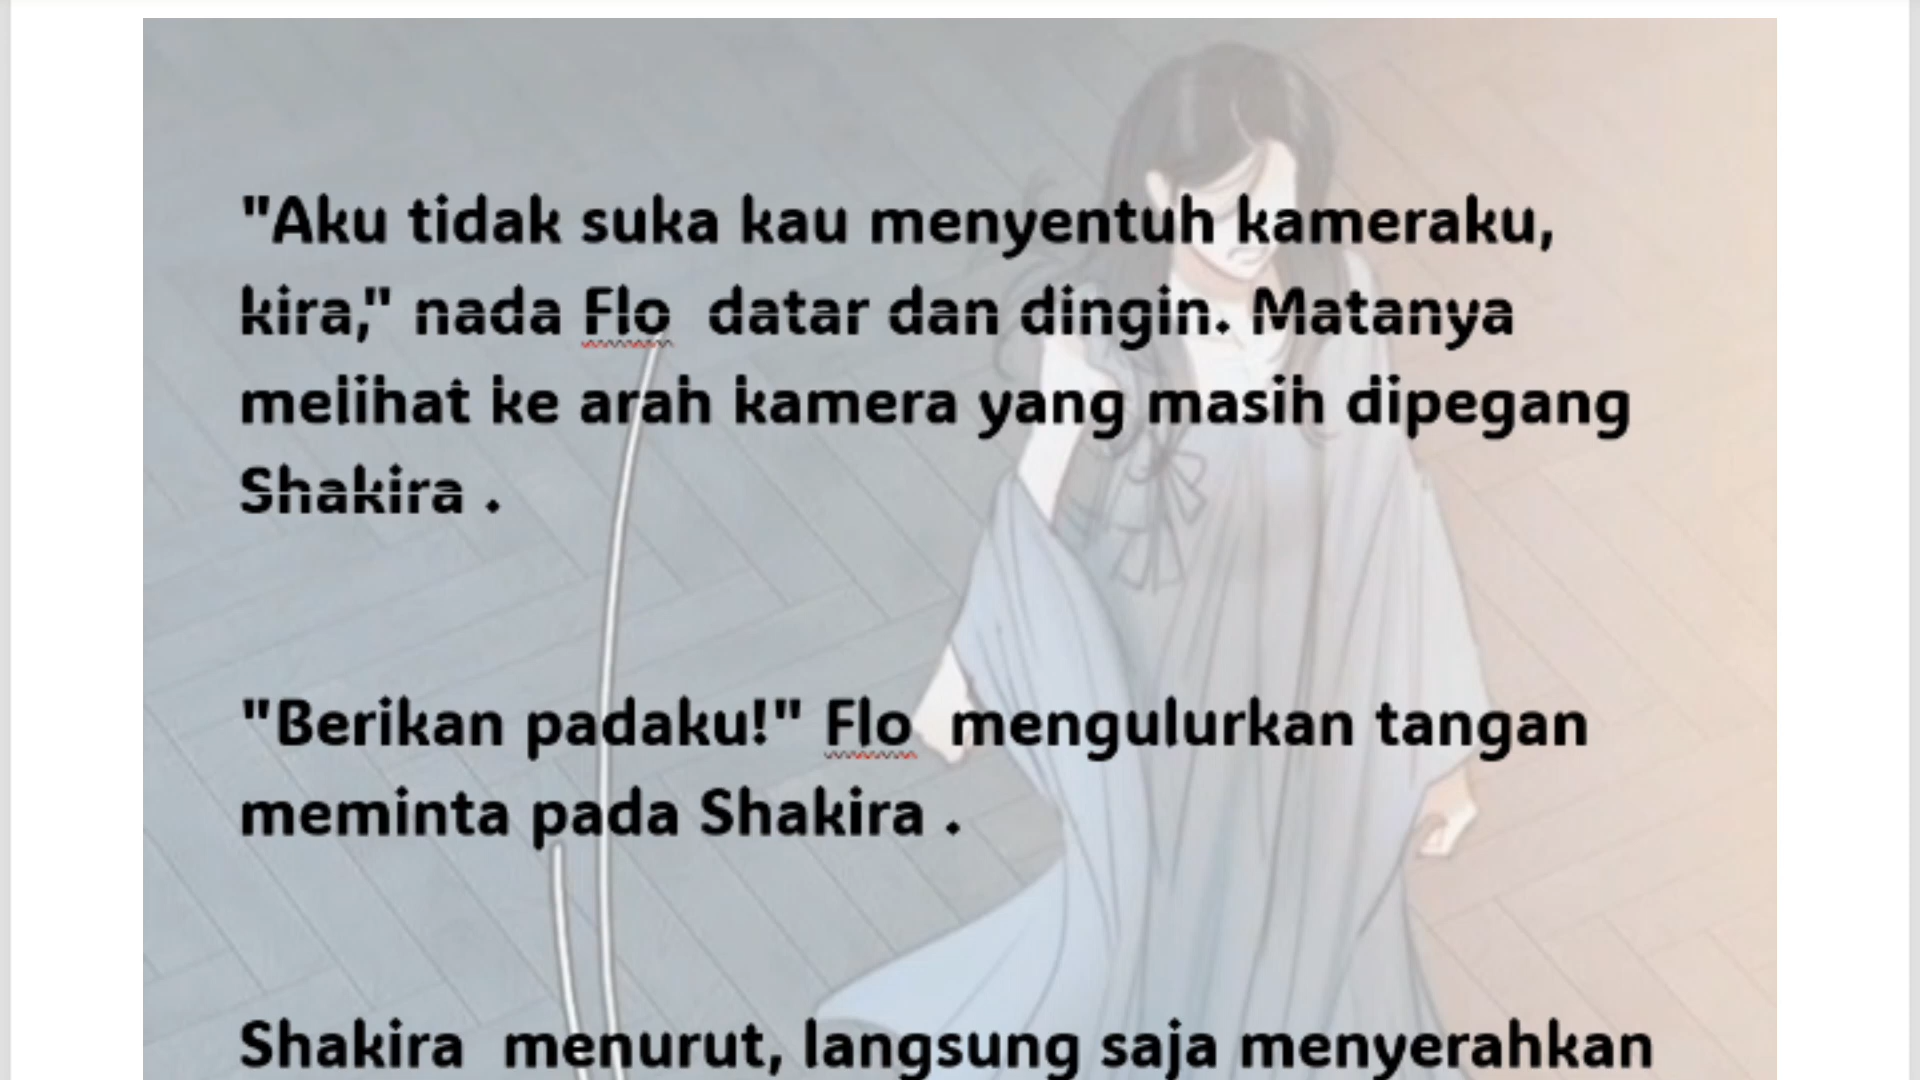 "Aku tidak suka kau menyentuh kameraku,
kira," nada Flo  datar dan dingin. Matanya
melihat ke arah kamera yang masih dipegang
Shakira .
"Berikan padaku!" Flo  mengulurkan tangan
meminta pada Shakira .
Shakira  menurut, langsung saja menyerahkan